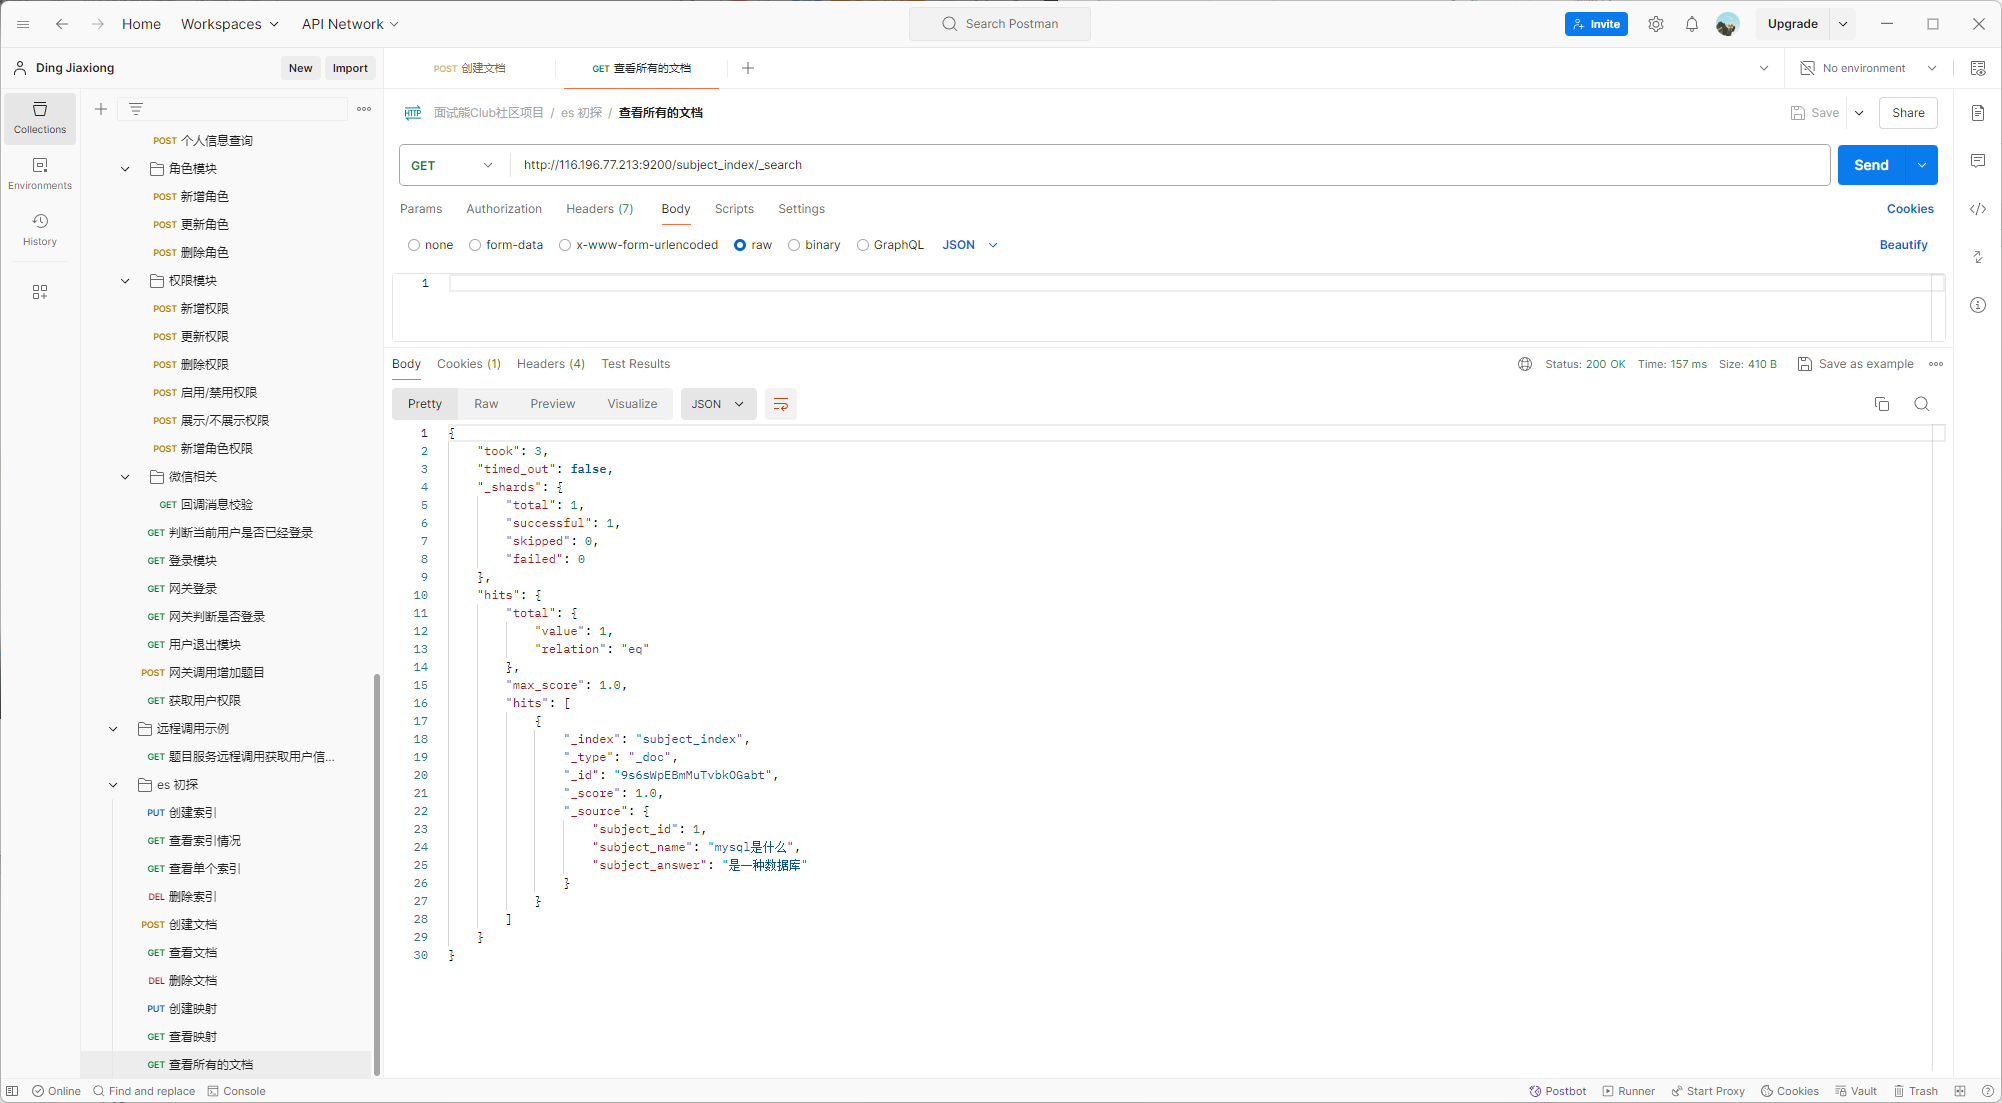 Home Workspaces API Network Search Postman Invite Upgrade
Ding Jiaxiong New Import
POST 创建文档 GET 查看所有的文档 No environment
Collections
Environments
History
POST 个人信息查询
角色模块
POST 新增角色
POST 更新角色
POST 删除角色
权限模块
POST 新增权限
POST 更新权限
POST 删除权限
POST 启用/禁用权限
POST 展示/不展示权限
POST 新增角色权限
微信相关
GET 回调消息校验
GET 判断当前用户是否已经登录
GET 登录模块
GET 网关登录
GET 网关判断是否登录
GET 用户退出模块
POST 网关调用增加题目
GET 获取用户权限
远程调用示例
GET 题目服务远程调用获取用户信...
es 初探
PUT 创建索引
GET 查看索引情况
GET 查看单个索引
DEL 删除索引
POST 创建文档
GET 查看文档
DEL 删除文档
PUT 创建映射
GET 查看映射
GET 查看所有的文档
HTTP 面试熊Club社区项目 / es 初探 / 查看所有的文档 Save Share
GET http://116.196.77.213:9200/subject_index/_search Send
Params Authorization Headers (7) Body Scripts Settings Cookies
none form-data x-www-form-urlencoded raw binary GraphQL JSON Beautify
1
Body Cookies (1) Headers (4) Test Results Status: 200 OK Time: 157 ms Size: 410 B Save as example
Pretty Raw Preview Visualize JSON
1 {
2 "took": 3,
3 "timed_out": false,
4 "_shards": {
5 "total": 1,
6 "successful": 1,
7 "skipped": 0,
8 "failed": 0
9 },
10 "hits": {
11 "total": {
12 "value": 1,
13 "relation": "eq"
14 },
15 "max_score": 1.0,
16 "hits": [
17 {
18 "_index": "subject_index",
19 "_type": "_doc",
20 "_id": "9s6sWpEBmMuTvbkOGabt",
21 "_score": 1.0,
22 "_source": {
23 "subject_id": 1,
24 "subject_name": "mysql是什么",
25 "subject_answer": "是一种数据库"
26 }
27 }
28 ]
29 }
30 }
Online Find and replace Console Postbot Runner Start Proxy Cookies Vault Trash